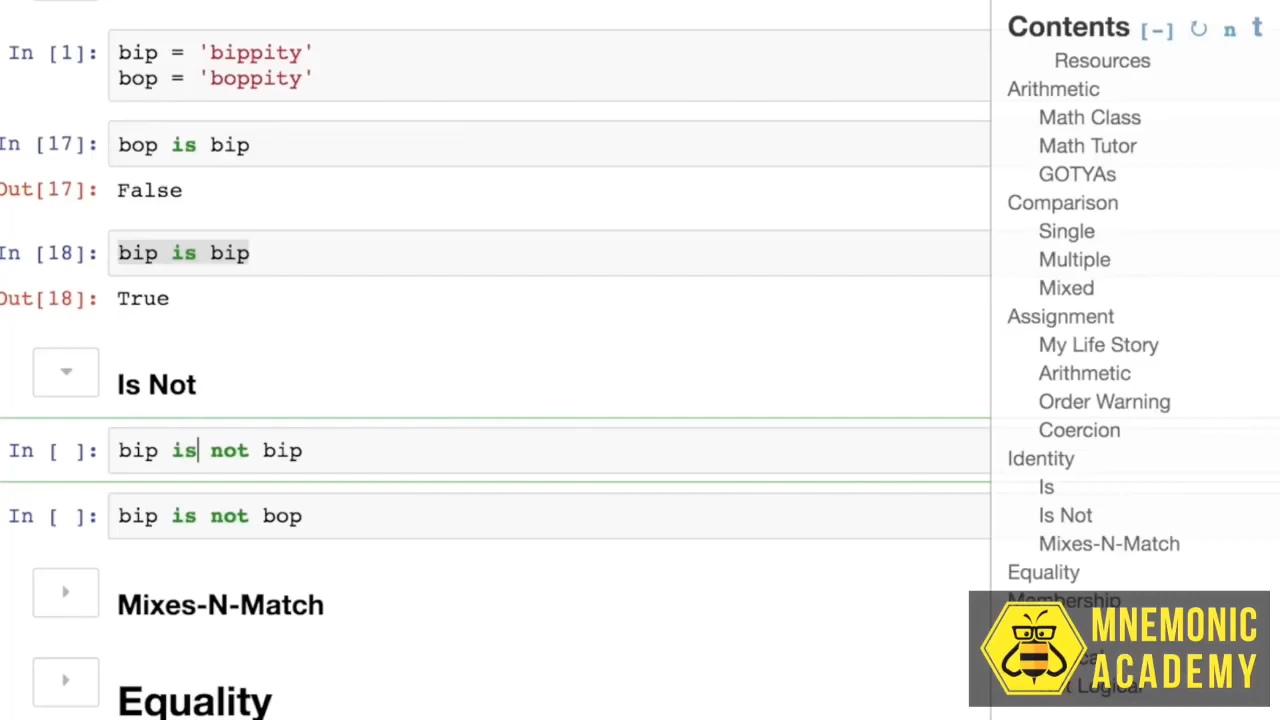 In [1]: bip = 'bippity'
bop = 'boppity'
In [17]: bop is bip
Out[17]: False
In [18]: bip is bip
Out[18]: True
Is Not
In [ ]: bip is not bip
In [ ]: bip is not bop
Mixes-N-Match
Equality
Contents [-] n t
Resources
Arithmetic
Math Class
Math Tutor
GOTYAs
Comparison
Single
Multiple
Mixed
Assignment
My Life Story
Arithmetic
Order Warning
Coercion
Identity
Is
Is Not
Mixes-N-Match
Equality
Membership
MNEMONIC
ACADEMY